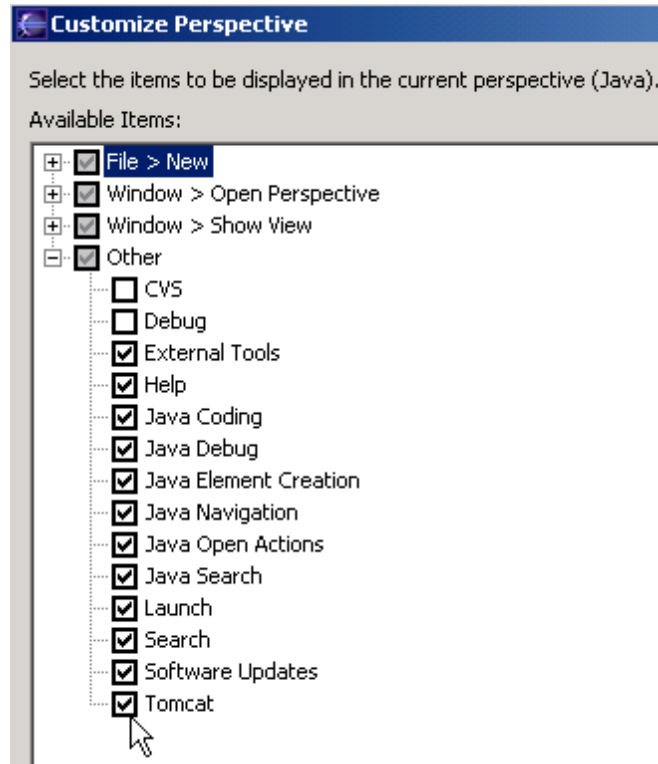 Customize Perspective
Select the items to be displayed in the current perspective (Java).
Available Items:
File > New
Window > Open Perspective
Window > Show View
Other
CVS
Debug
External Tools
Help
Java Coding
Java Debug
Java Element Creation
Java Navigation
Java Open Actions
Java Search
Launch
Search
Software Updates
Tomcat